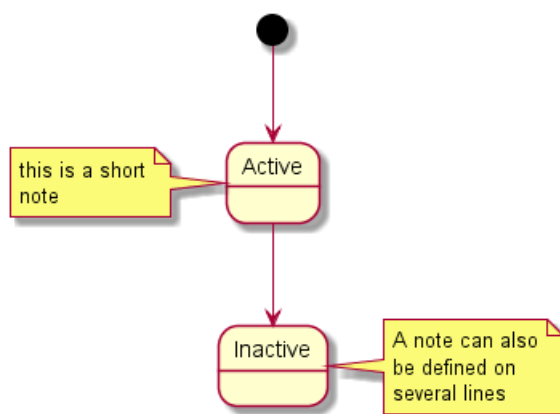 this is a short
note
Active
Inactive
A note can also
be defined on
several lines